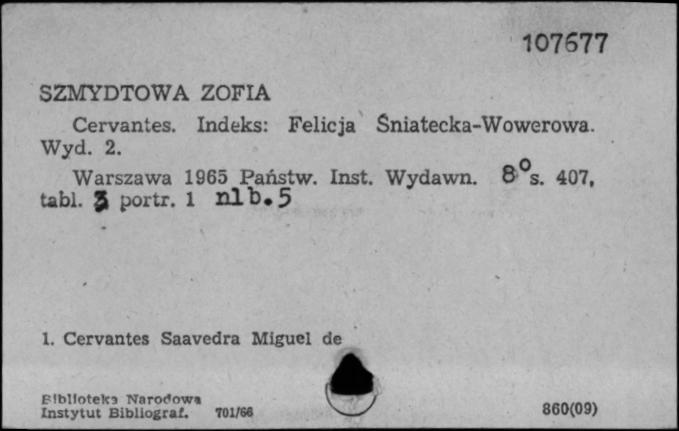 107677
SZMYDTOWA ZOFIA
Cervantes. Indeks: Felicja Śniatecka-Wowerowa.
Wyd. 2.
Warszawa 1965 Państw. Inst. Wydawn. 8° s. 407,
tabl. 3 portr. 1 nlb. 5
1. Cervantes Saavedra Miguel de
Biblioteka Narodowa
Instytut Bibliograf. 701/66
860(09)